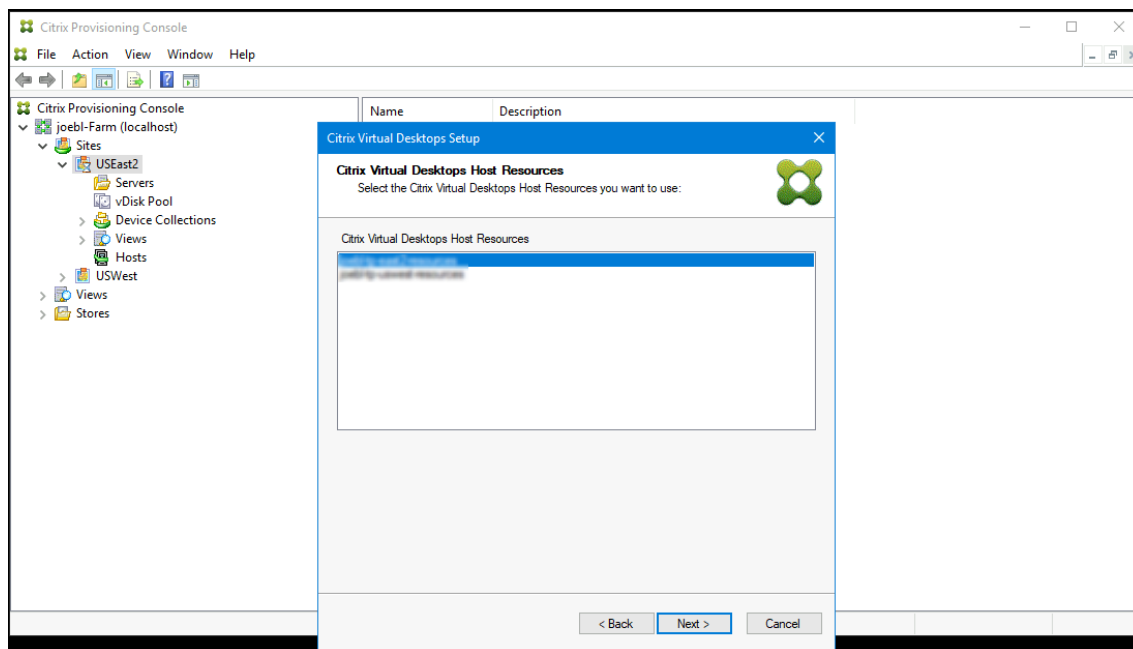 Citrix Provisioning Console
File Action View Window Help
Citrix Provisioning Console
joebl-Farm (localhost)
Sites
USEast2
Servers
vDisk Pool
Device Collections
Views
Hosts
USWest
Views
Stores
Name Description
Citrix Virtual Desktops Setup
Citrix Virtual Desktops Host Resources
Select the Citrix Virtual Desktops Host Resources you want to use:
Citrix Virtual Desktops Host Resources
< Back Next > Cancel